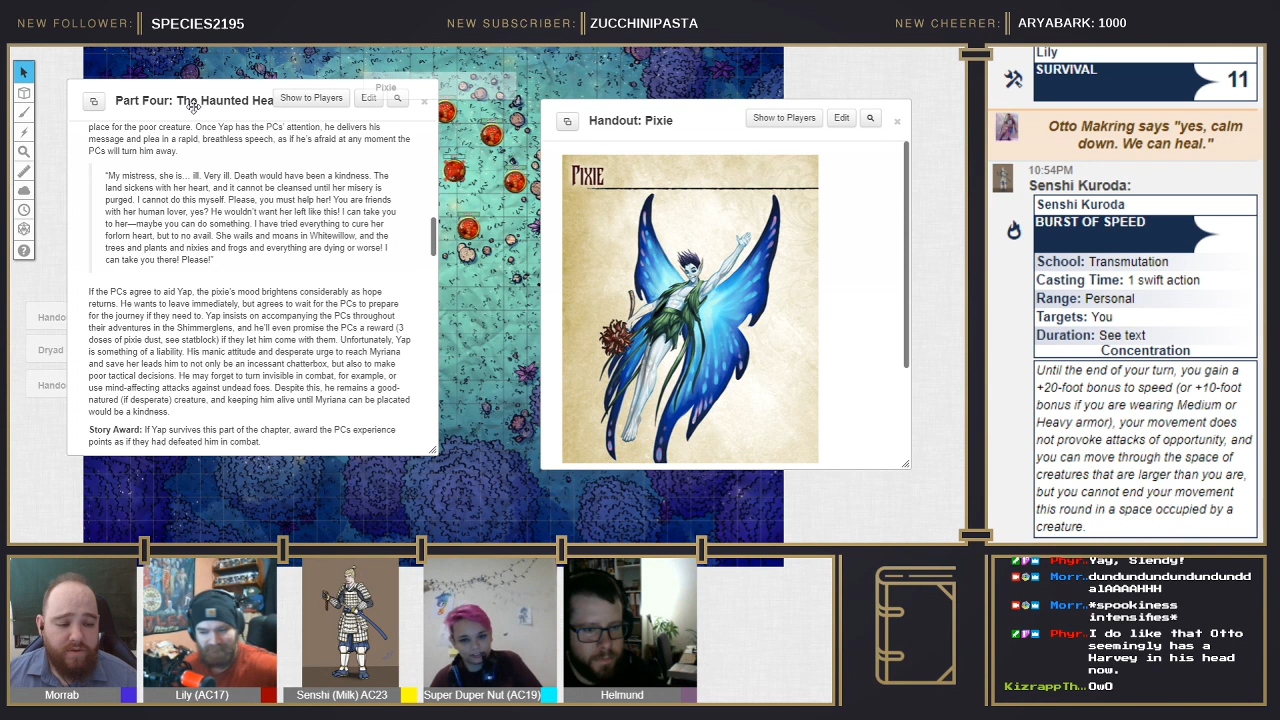 NEW FOLLOWER: SPECIES2195
NEW SUBSCRIBER: ZUCCHINIPASTA
NEW CHEERER: ARYABARK: 1000
Pixie
Part Four: The Haunted Hea
Show to Players
Edit
place for the poor creature. Once Yap has the PCs' attention, he delivers his
message and plea in a rapid, breathless speech, as if he's afraid at any moment the
PCs will turn him away.
"My mistress, she is... ill. Very ill. Death would have been a kindness. The
land sickens with her heart, and it cannot be cleansed until her misery is
purged. I cannot do this myself. Please, you must help her! You are friends
with her human lover, yes? He wouldn't want her left like this! I can take you
to her—maybe you can do something. I have tried everything to cure her
forlorn heart, but to no avail. She wails and moans in Whitewillow, and the
trees and plants and nixies and frogs and everything are dying or worse! I
can take you there! Please!"
If the PCs agree to aid Yap, the pixie's mood brightens considerably as hope
returns. He wants to leave immediately, but agrees to wait for the PCs to prepare
for the journey if they need to. Yap insists on accompanying the PCs throughout
their adventures in the Shimmerglens, and he'll even promise the PCs a reward (3
doses of pixie dust, see statblock) if they let him come with them. Unfortunately, Yap
is something of a liability. His manic attitude and desperate urge to reach Myriana
and save her leads him to not only be an incessant chatterbox, but also to make
poor tactical decisions. He may forget to turn invisible in combat, for example, or
use mind-affecting attacks against undead foes. Despite this, he remains a good-
natured (if desperate) creature, and keeping him alive until Myriana can be placated
would be a kindness.
Story Award: If Yap survives this part of the chapter, award the PCs experience
points as if they had defeated him in combat.
Hando
Dryad
Hando
Handout: Pixie
Show to Players
Edit
PIXIE
Lily
SURVIVAL
11
Otto Makring says "yes, calm
down. We can heal."
10:54PM
Senshi Kuroda:
Senshi Kuroda
BURST OF SPEED
School: Transmutation
Casting Time: 1 swift action
Range: Personal
Targets: You
Duration: See text
Concentration
Until the end of your turn, you gain a
+20-foot bonus to speed (or +10-foot
bonus if you are wearing Medium or
Heavy armor), your movement does
not provoke attacks of opportunity, and
you can move through the space of
creatures that are larger than you are,
but you cannot end your movement
this round in a space occupied by a
creature.
Morrab
Lily (AC17)
Senshi (Milk) AC23
Super Duper Nut (AC19)
Helmund
Phyr..Yay, Slendy!
Morr..dundundundundundundd
alAAAAHHH
Morr..*spookiness
intensifies*
Phyr..I do like that Otto
seemingly has a
Harvey in his head
now.
KizrappTh…OwO